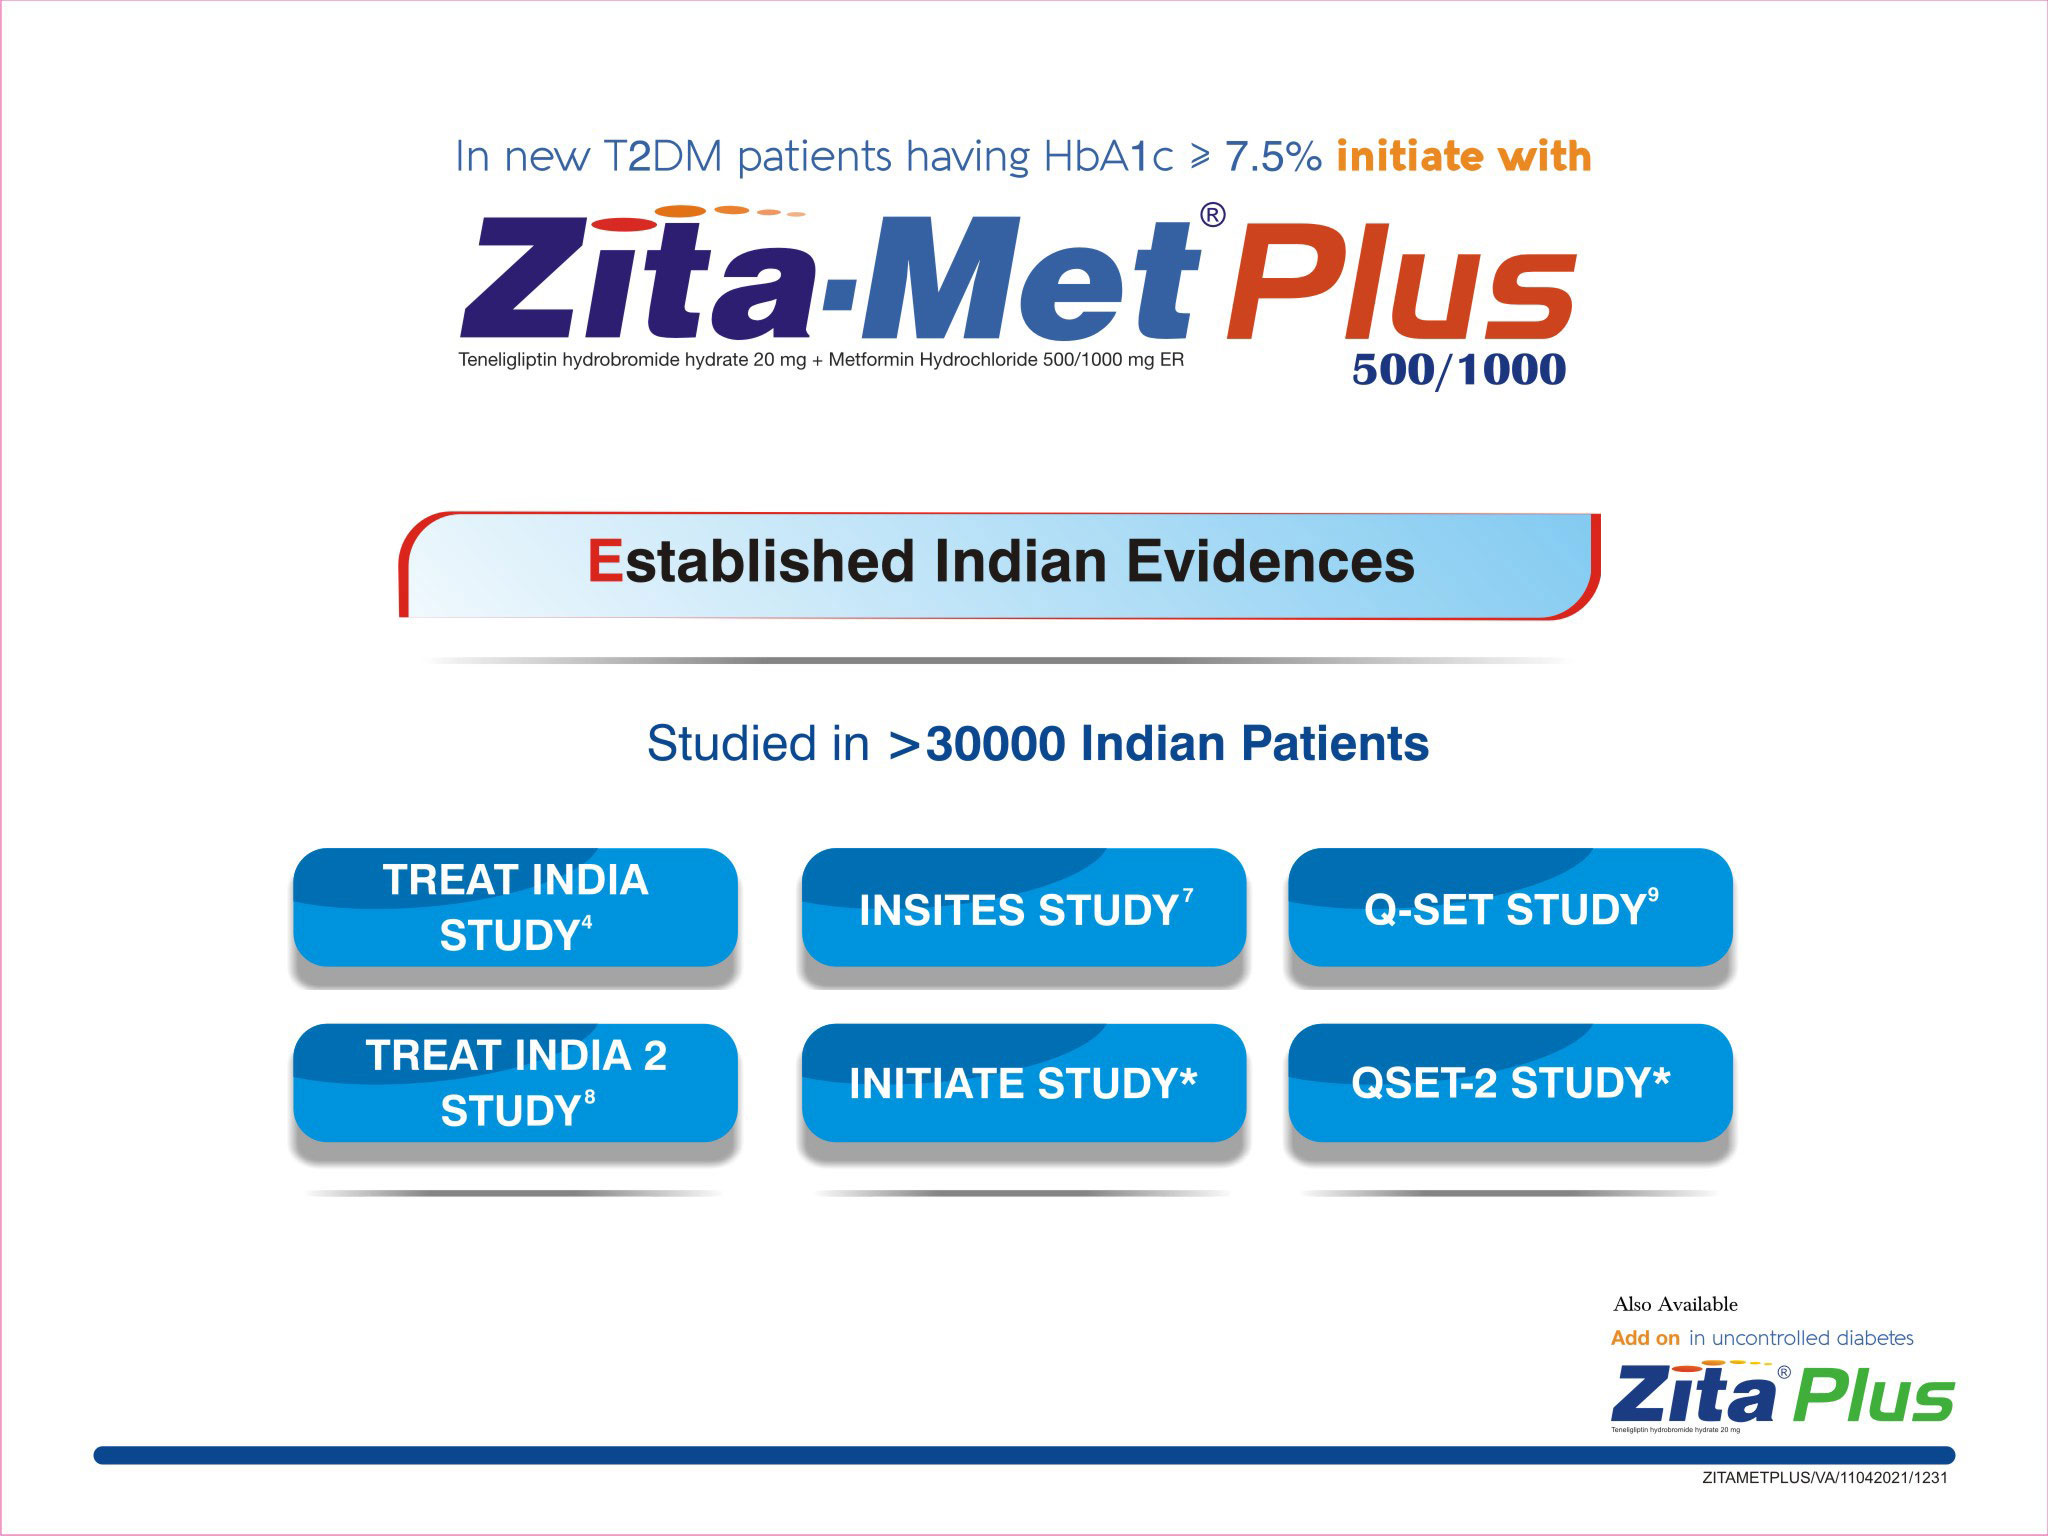 In new T2DM patients having HbA1c ⩾ 7.5% initiate with
Zita-Met® Plus
Teneligliptin hydrobromide hydrate 20 mg + Metformin Hydrochloride 500/1000 mg ER
500/1000
Established Indian Evidences
Studied in >30000 Indian Patients
TREAT INDIA
STUDY⁴
INSITES STUDY⁷
Q-SET STUDY⁹
TREAT INDIA 2
STUDY⁸
INITIATE STUDY*
QSET-2 STUDY*
Also Available
Add on in uncontrolled diabetes
Zita® Plus
Teneligliptin hydrobromide hydrate 20 mg
ZITAMETPLUS/VA/11042021/1231